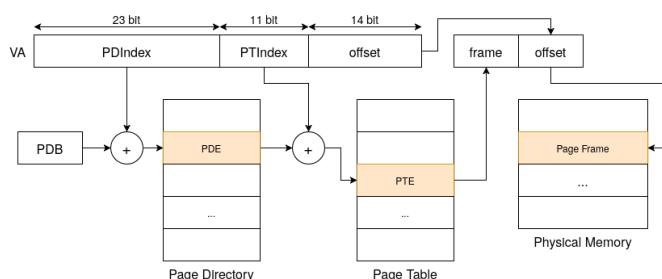 23 bit 11 bit 14 bit
VA PDIndex PTIndex offset frame offset
PDB + PDE + Page Frame
PTE ...
... ...
Physical Memory
Page Directory Page Table